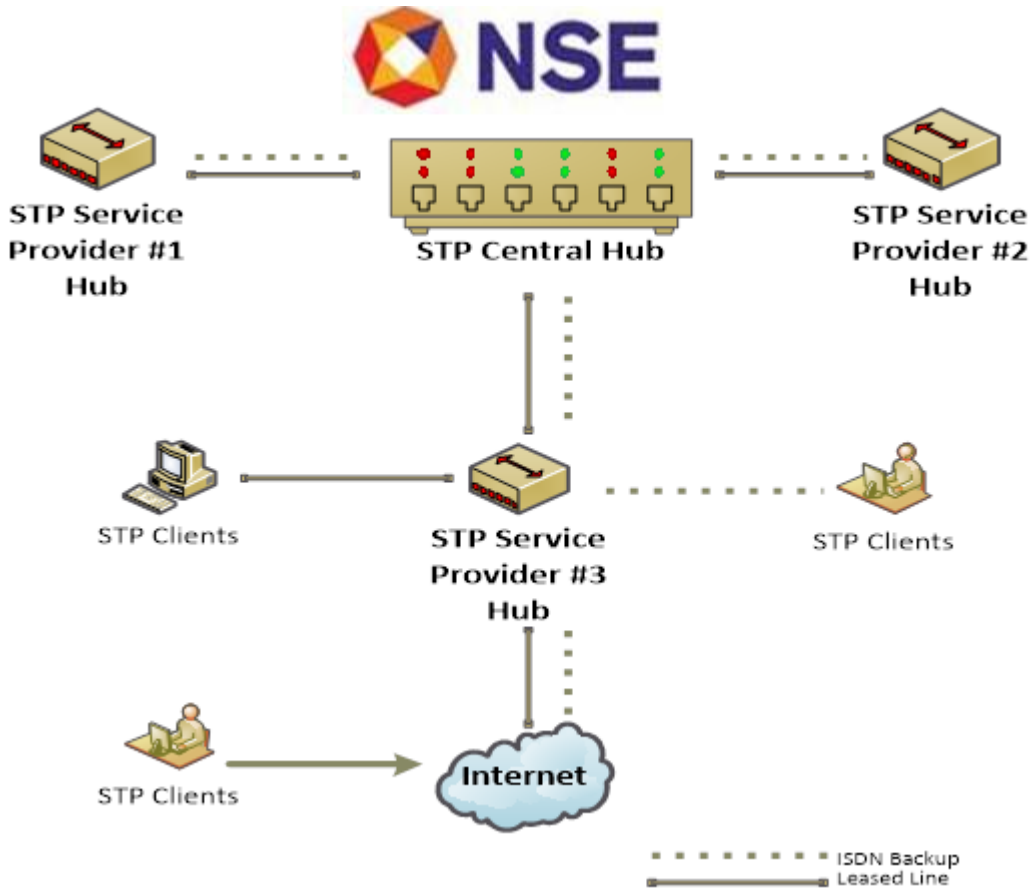 NSE
STP Service
Provider #1
Hub
STP Central Hub
STP Service
Provider #2
Hub
STP Clients
STP Service
Provider #3
Hub
STP Clients
STP Clients
Internet
ISDN Backup
Leased Line